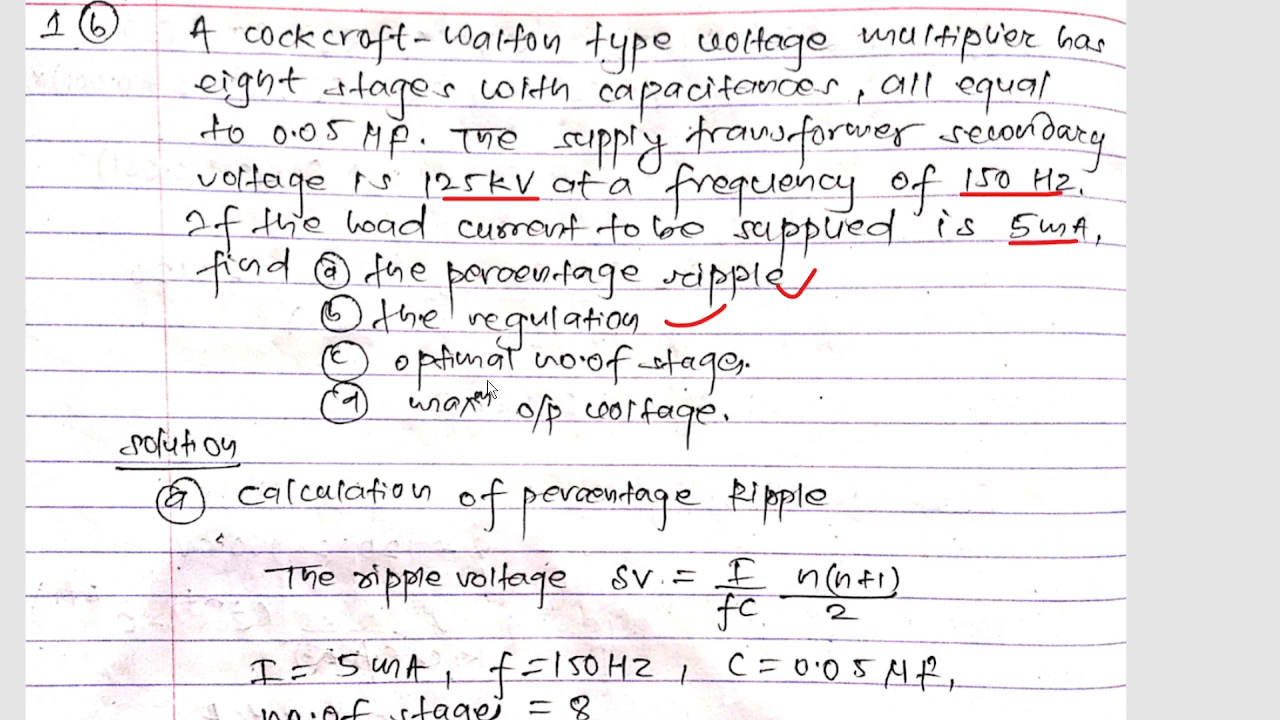 1 (b) A cockcroft-Walton type voltage multiplier has
eight stages with capacitances, all equal
to 0.05 μf. The supply transformer secondary
voltage is 125kV at a frequency of 150 Hz.
If the load current to be supplied is 5mA,
find (a) the percentage ripple
(b) the regulation
(c) optimal no.of stages.
(d) max^m o/p voltage.
solution
(a) calculation of percentage Ripple
The ripple voltage δV = I/fC n(n+1)/2
I = 5mA, f=150HZ, C = 0.05 μf,
no.of stages = 8